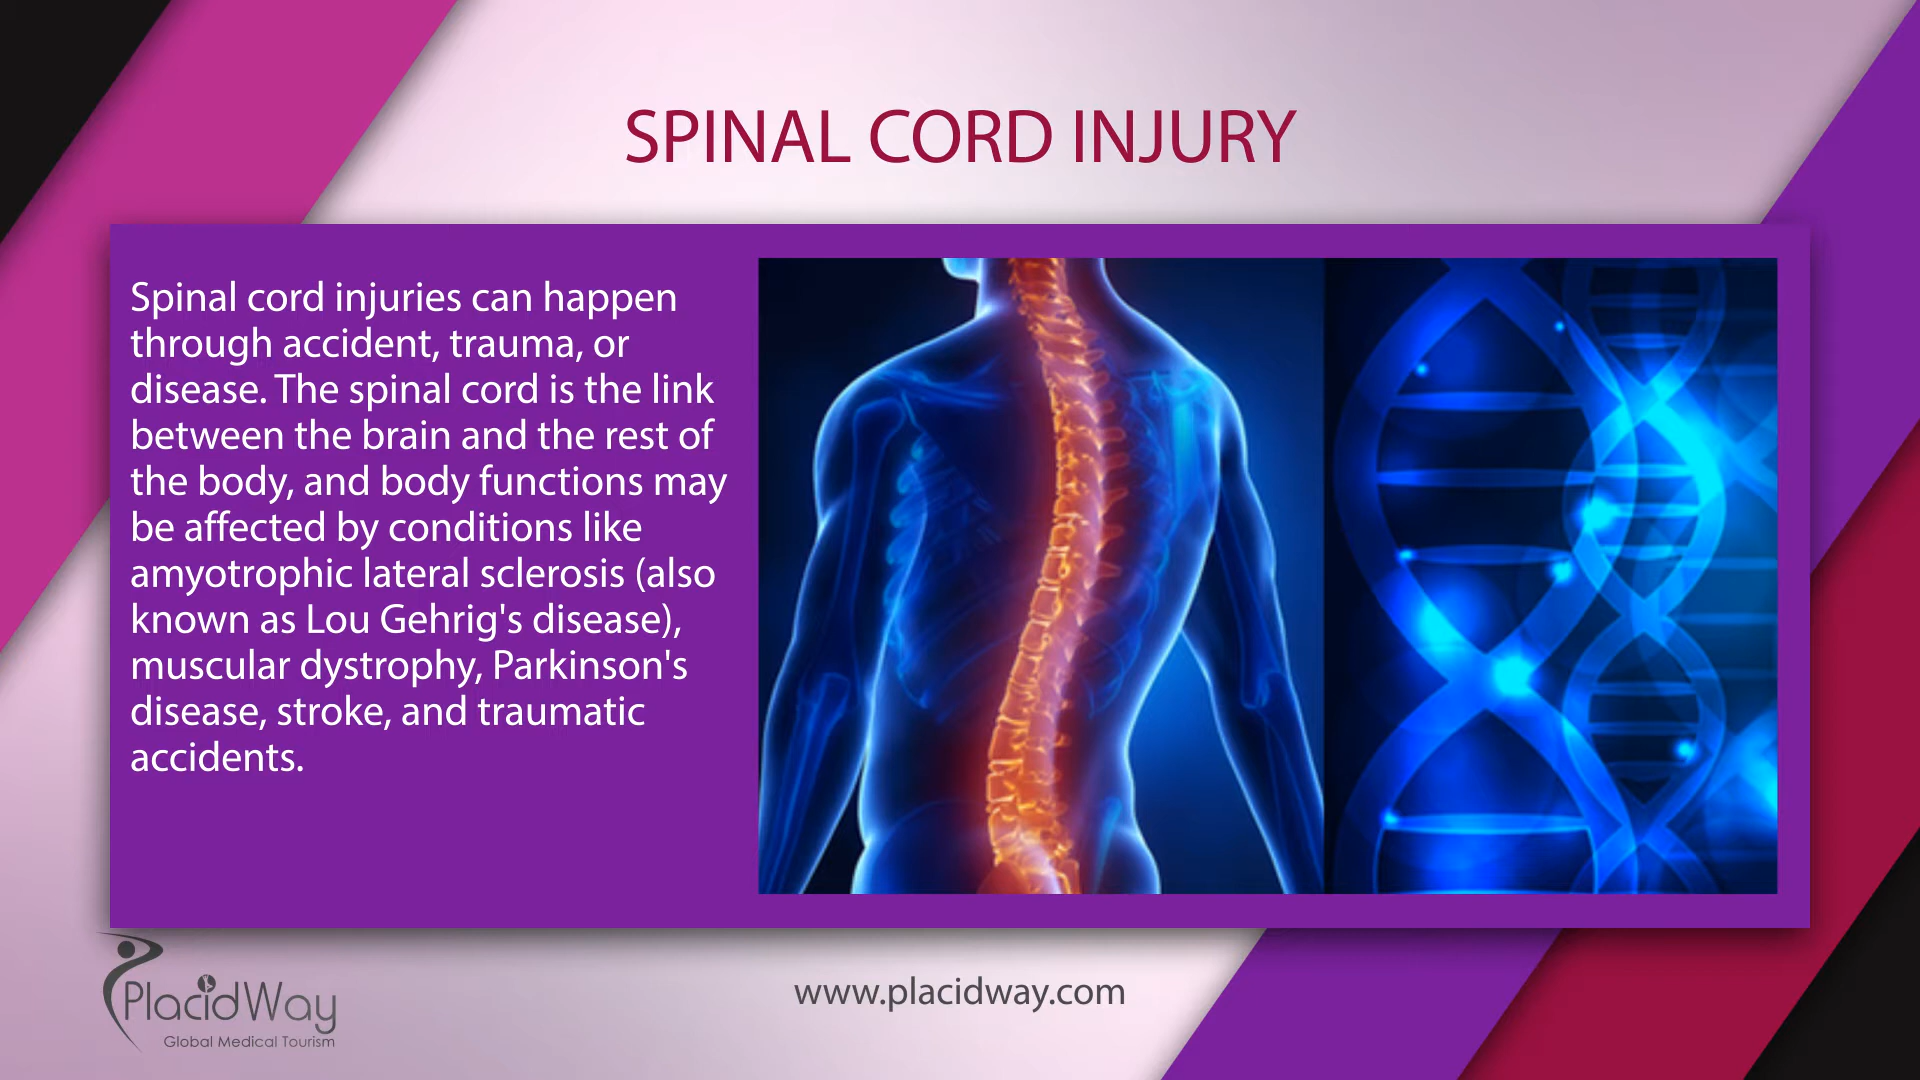 SPINAL CORD INJURY
Spinal cord injuries can happen
through accident, trauma, or
disease. The spinal cord is the link
between the brain and the rest of
the body, and body functions may
be affected by conditions like
amyotrophic lateral sclerosis (also
known as Lou Gehrig's disease),
muscular dystrophy, Parkinson's
disease, stroke, and traumatic
accidents.
PlacidWay
Global Medical Tourism
www.placidway.com